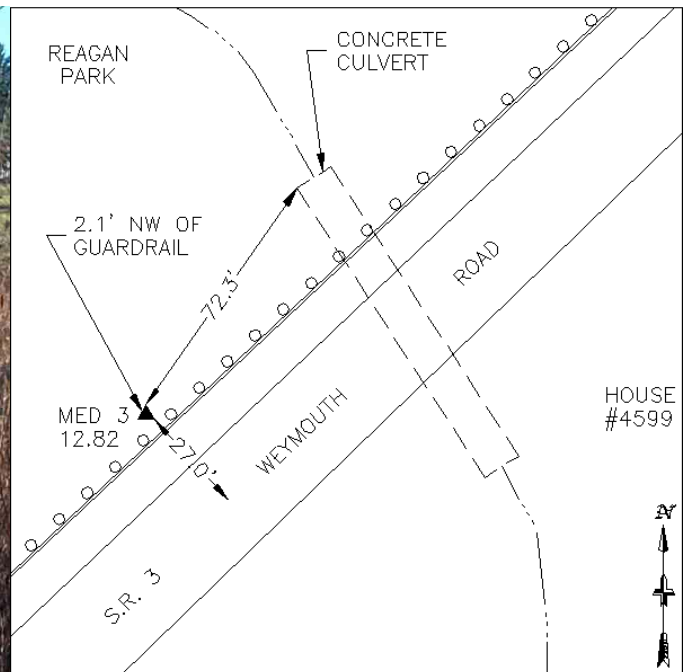 REAGAN
PARK
CONCRETE
CULVERT
2.1' NW OF
GUARDRAIL
72.3'
ROAD
MED 3
12.82
27.0'
WEYMOUTH
HOUSE
#4599
S.R. 3
N